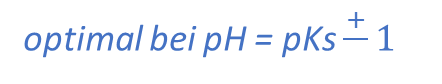 optimal bei pH = pKs ± 1